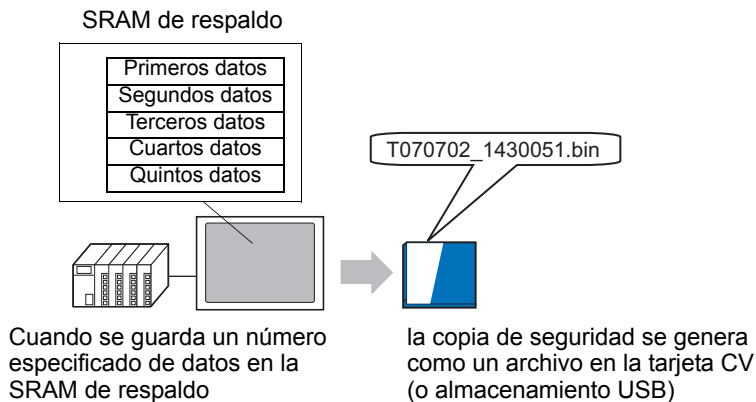 SRAM de respaldo
Primeros datos
Segundos datos
Terceros datos
Cuartos datos
Quintos datos
T070702_1430051.bin
Cuando se guarda un número
especificado de datos en la
SRAM de respaldo
la copia de seguridad se genera
como un archivo en la tarjeta CV
(o almacenamiento USB)